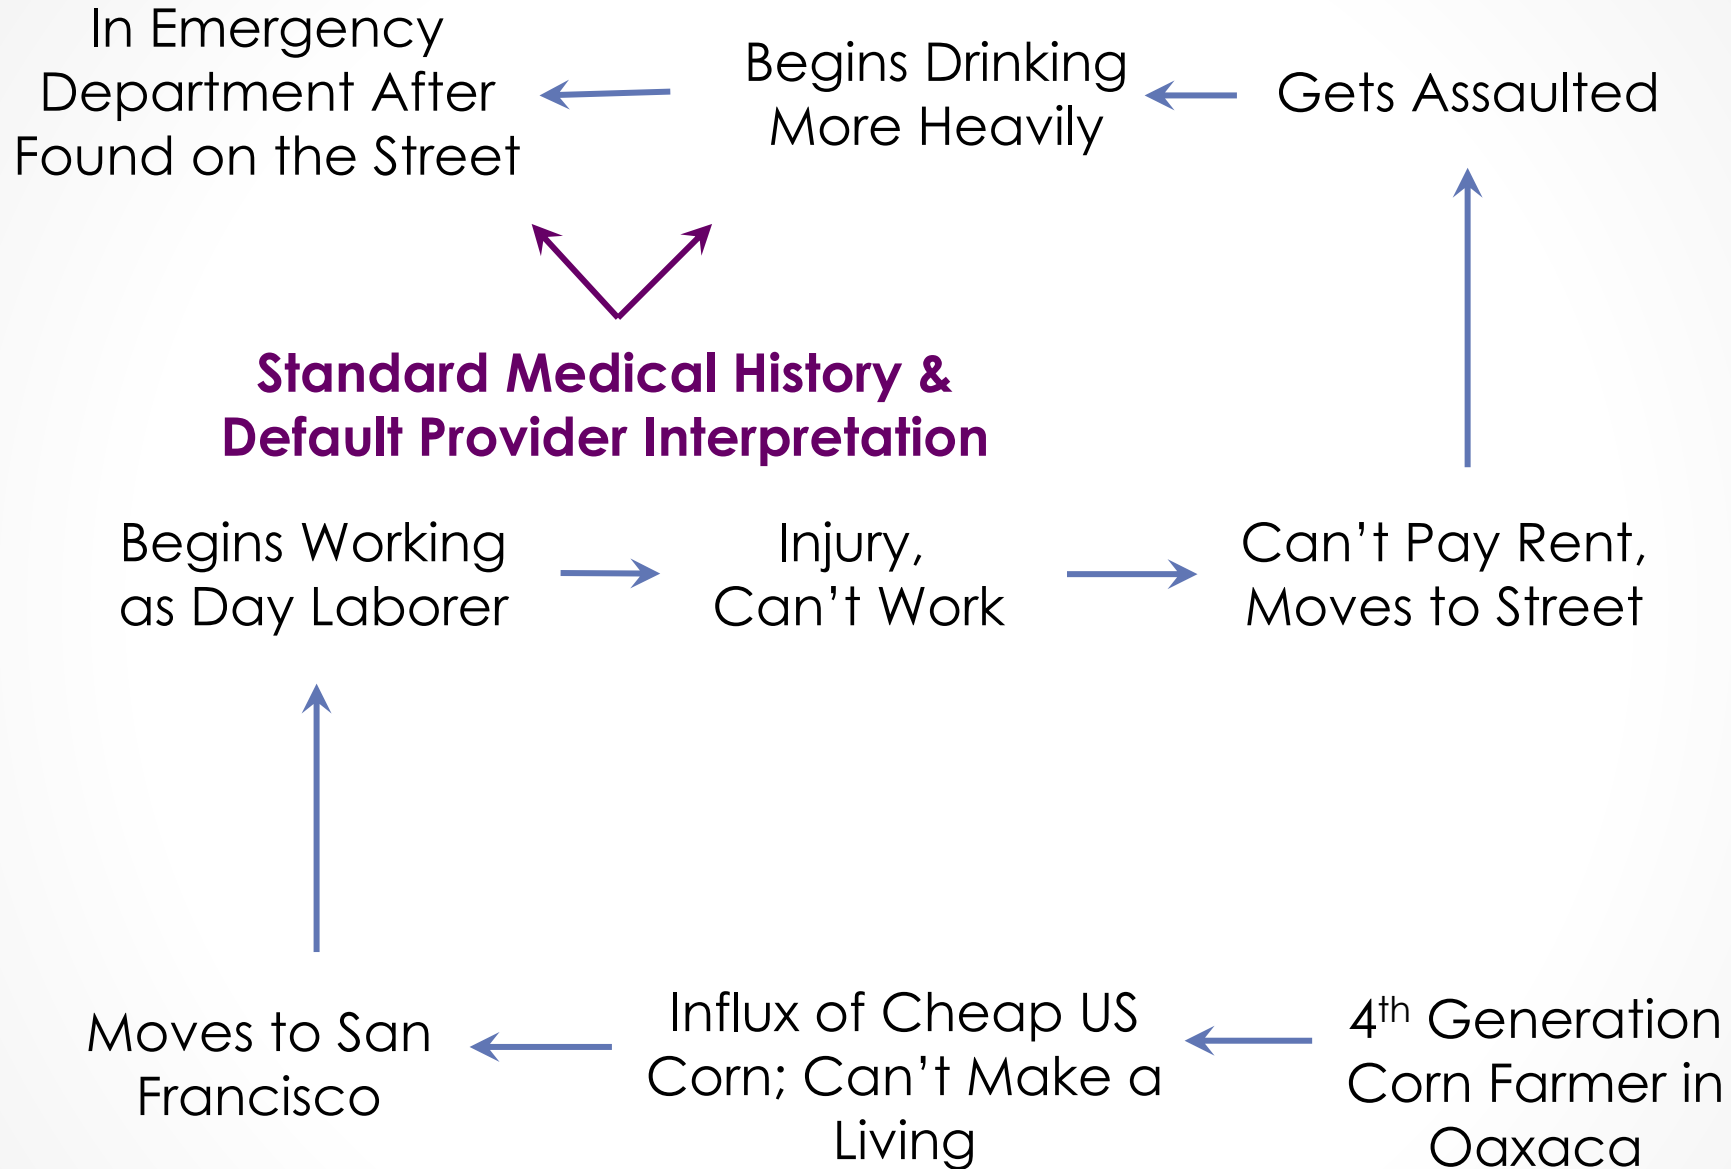 In Emergency
Department After
Found on the Street
Begins Drinking
More Heavily
Gets Assaulted
Standard Medical History &
Default Provider Interpretation
Begins Working
as Day Laborer
Injury,
Can’t Work
Can’t Pay Rent,
Moves to Street
Moves to San
Francisco
Influx of Cheap US
Corn; Can’t Make a
Living
4th Generation
Corn Farmer in
Oaxaca